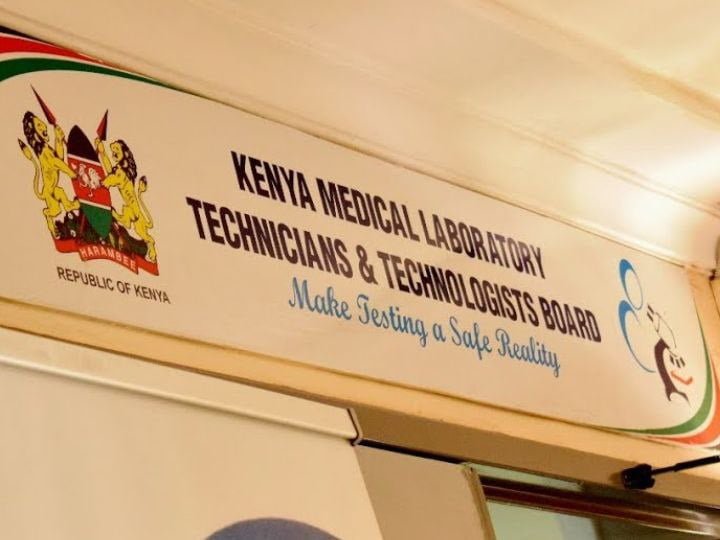 HARAMBEE
REPUBLIC OF KENYA
KENYA MEDICAL LABORATORY
TECHNICIANS & TECHNOLOGISTS BOARD
Make Testing a Safe Reality